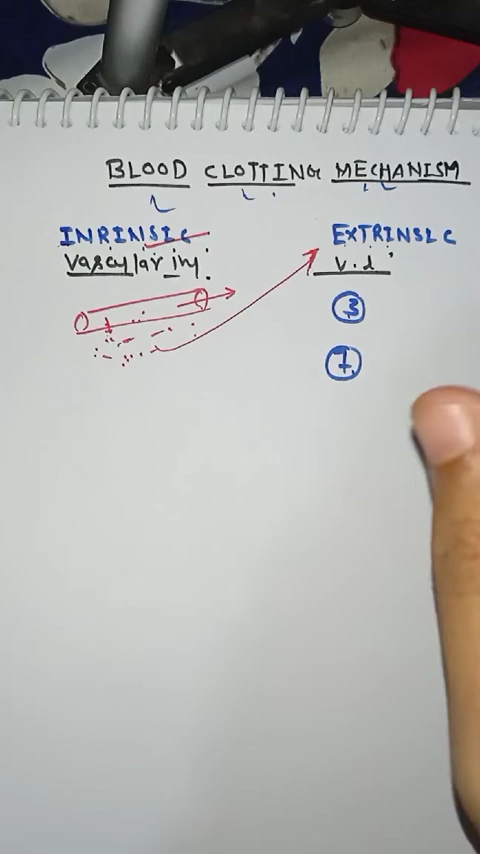 BLOOD CLOTTING MECHANISM
INRINSIC
EXTRINSIC
Vascular inj.
V.d
3
7